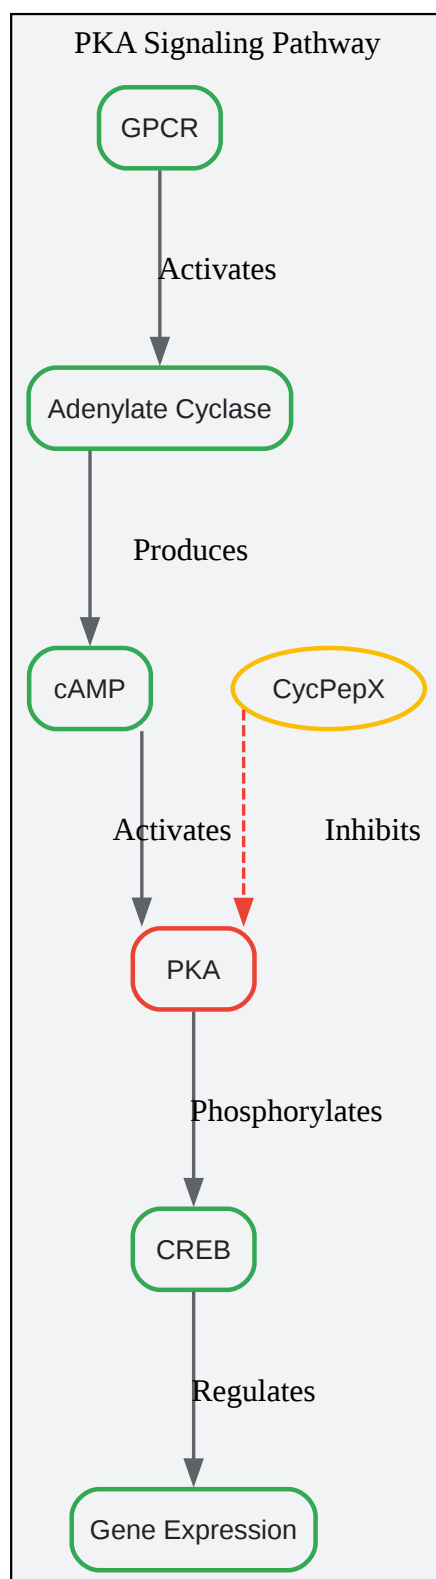 PKA Signaling Pathway
GPCR
Activates
Adenylate Cyclase
Produces
cAMP
CycPepX
Activates
Inhibits
PKA
Phosphorylates
CREB
Regulates
Gene Expression